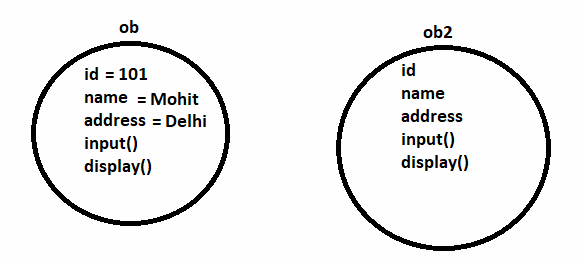 ob
id = 101
name = Mohit
address = Delhi
input()
display()
ob2
id
name
address
input()
display()